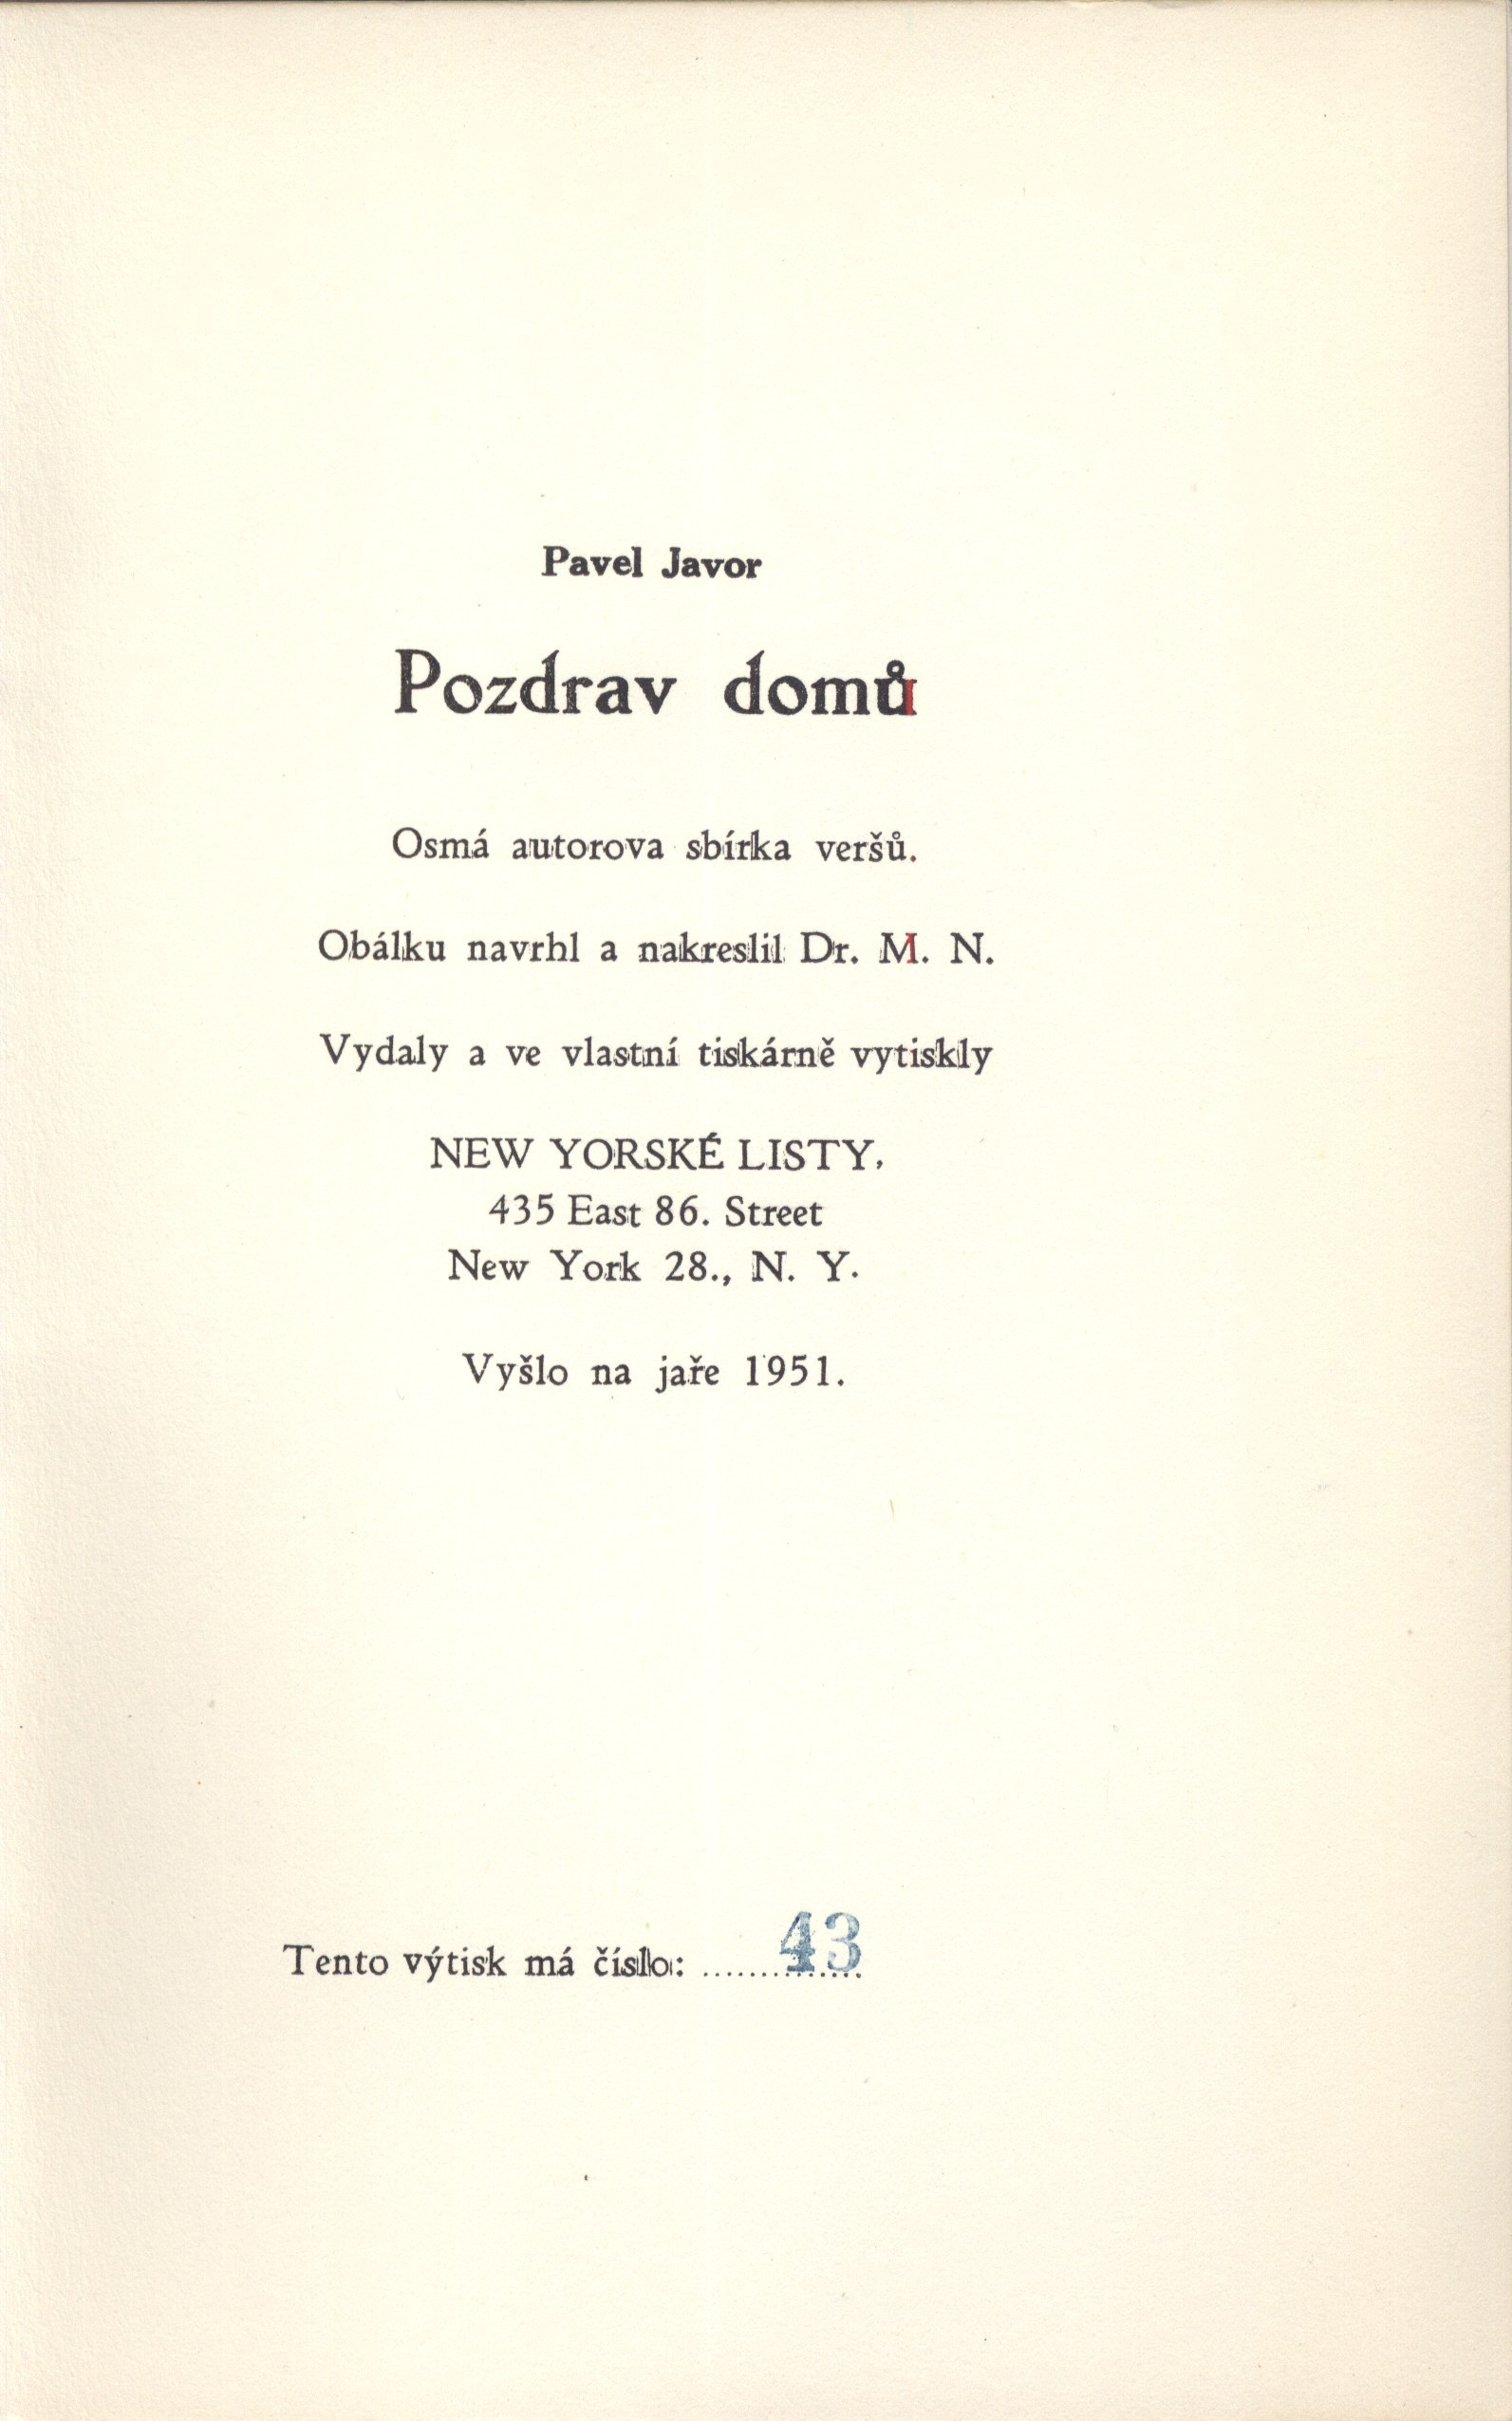 Pavel Javor
Pozdrav domů
Osmá autorova sbírka veršů.
Obálku navrhl a nakreslil Dr. M. N.
Vydaly a ve vlastní tiskárně vytiskly
NEW YORSKÉ LISTY,
435 East 86. Street
New York 28., N. Y.
Vyšlo na jaře 1951.
Tento výtisk má číslo: .............. 43